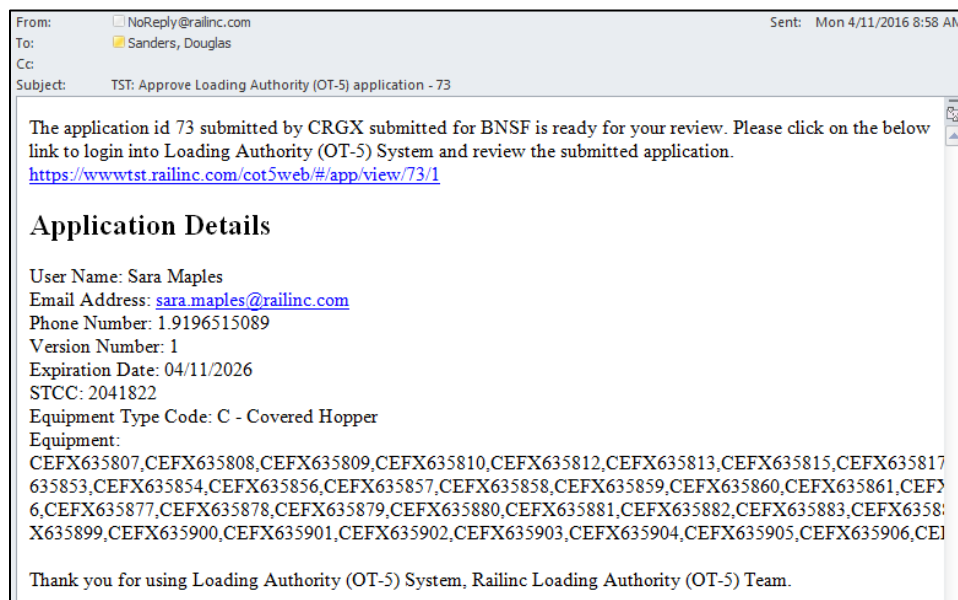 From: NoReply@railinc.com Sent: Mon 4/11/2016 8:58 AM
To: Sanders, Douglas
Cc:
Subject: TST: Approve Loading Authority (OT-5) application - 73
The application id 73 submitted by CRGX submitted for BNSF is ready for your review. Please click on the below
link to login into Loading Authority (OT-5) System and review the submitted application.
https://wwwtst.railinc.com/cot5web/#/app/view/73/1
Application Details
User Name: Sara Maples
Email Address: sara.maples@railinc.com
Phone Number: 1.9196515089
Version Number: 1
Expiration Date: 04/11/2026
STCC: 2041822
Equipment Type Code: C - Covered Hopper
Equipment:
CEFX635807,CEFX635808,CEFX635809,CEFX635810,CEFX635812,CEFX635813,CEFX635815,CEFX635817
635853,CEFX635854,CEFX635856,CEFX635857,CEFX635858,CEFX635859,CEFX635860,CEFX635861,CEFX
6,CEFX635877,CEFX635878,CEFX635879,CEFX635880,CEFX635881,CEFX635882,CEFX635883,CEFX6358
X635899,CEFX635900,CEFX635901,CEFX635902,CEFX635903,CEFX635904,CEFX635905,CEFX635906,CEF
Thank you for using Loading Authority (OT-5) System, Railinc Loading Authority (OT-5) Team.